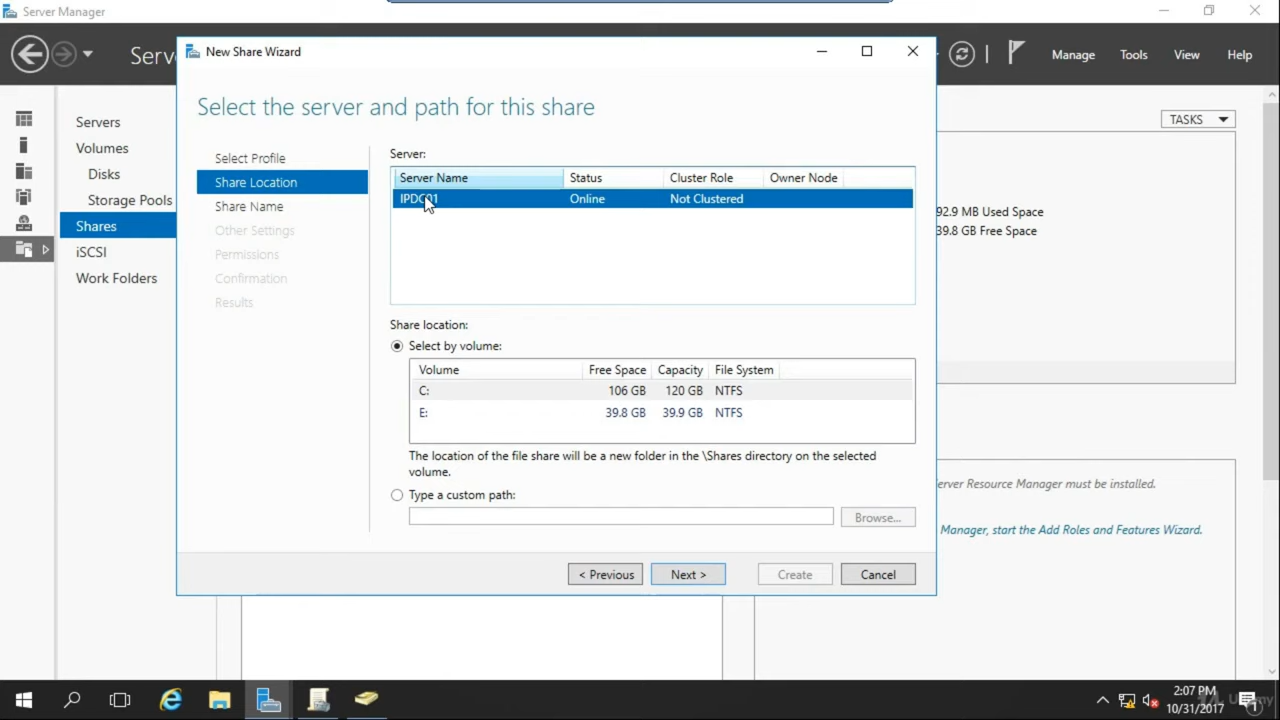 Server Manager
New Share Wizard
Serv
Manage
Tools
View
Help
Select the server and path for this share
TASKS
Servers
Volumes
Disks
Storage Pools
Shares
iSCSI
Work Folders
Select Profile
Share Location
Share Name
Other Settings
Permissions
Confirmation
Results
Server:
Server Name Status Cluster Role Owner Node
IPDC01 Online Not Clustered
Share location:
Select by volume:
Volume Free Space Capacity File System
C: 106 GB 120 GB NTFS
E: 39.8 GB 39.9 GB NTFS
The location of the file share will be a new folder in the \Shares directory on the selected
volume.
Type a custom path:
Browse...
< Previous
Next >
Create
Cancel
92.9 MB Used Space
39.8 GB Free Space
erver Resource Manager must be installed.
Manager, start the Add Roles and Features Wizard.
2:07 PM
10/31/2017
1
Udemy